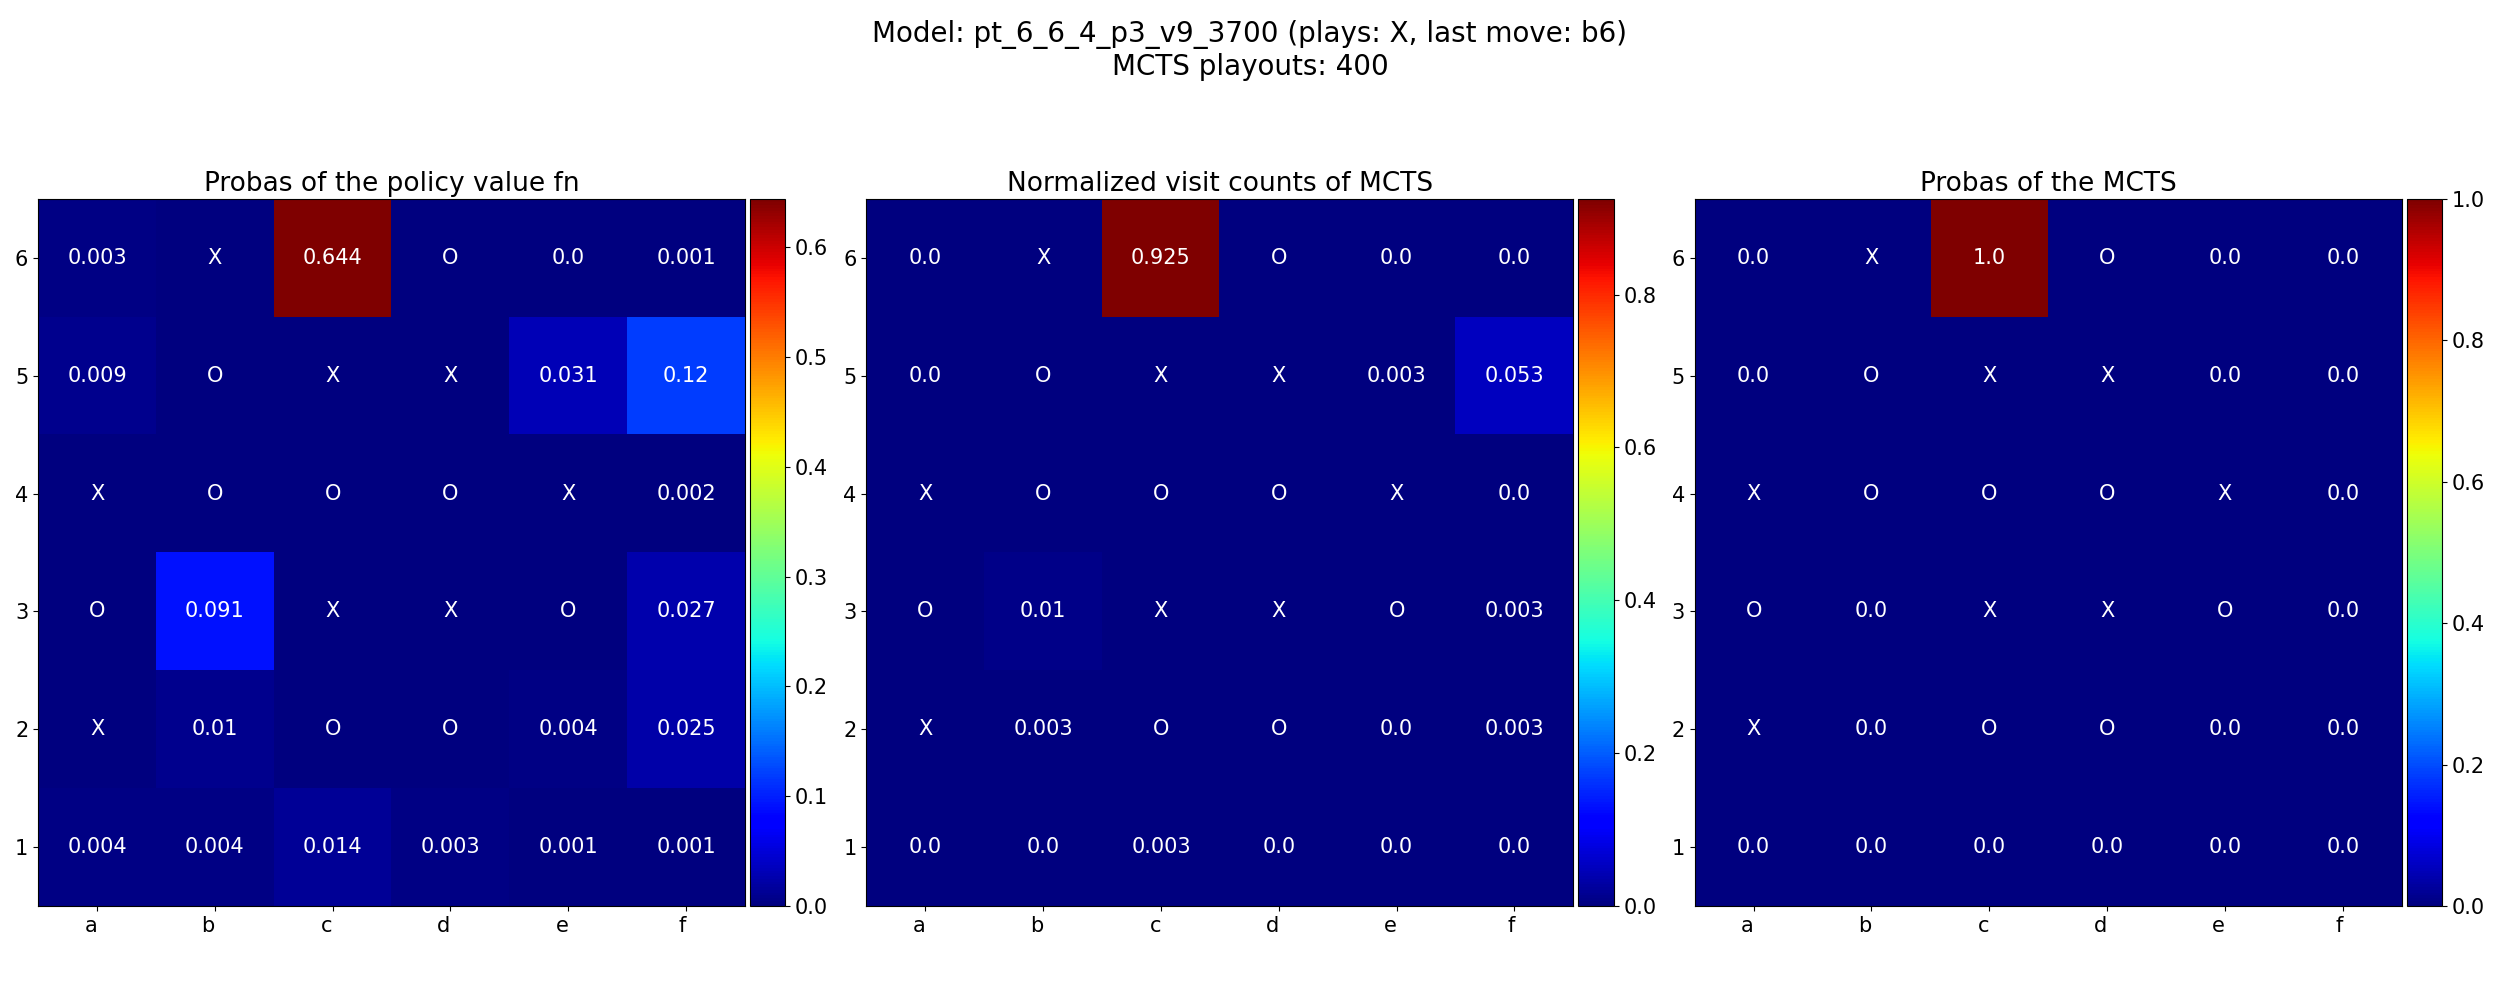 Model: pt_6_6_4_p3_v9_3700 (plays: X, last move: b6)
MCTS playouts: 400
Probas of the policy value fn
6 0.003 X 0.644 O 0.0 0.001
5 0.009 O X X 0.031 0.12
4 X O O O X 0.002
3 O 0.091 X X O 0.027
2 X 0.01 O O 0.004 0.025
1 0.004 0.004 0.014 0.003 0.001 0.001
a b c d e f
0.6
0.5
0.4
0.3
0.2
0.1
0.0
Normalized visit counts of MCTS
6 0.0 X 0.925 O 0.0 0.0
5 0.0 O X X 0.003 0.053
4 X O O O X 0.0
3 O 0.01 X X O 0.003
2 X 0.003 O O 0.0 0.003
1 0.0 0.0 0.003 0.0 0.0 0.0
a b c d e f
0.8
0.6
0.4
0.2
0.0
Probas of the MCTS
6 0.0 X 1.0 O 0.0 0.0
5 0.0 O X X 0.0 0.0
4 X O O O X 0.0
3 O 0.0 X X O 0.0
2 X 0.0 O O 0.0 0.0
1 0.0 0.0 0.0 0.0 0.0 0.0
a b c d e f
1.0
0.8
0.6
0.4
0.2
0.0